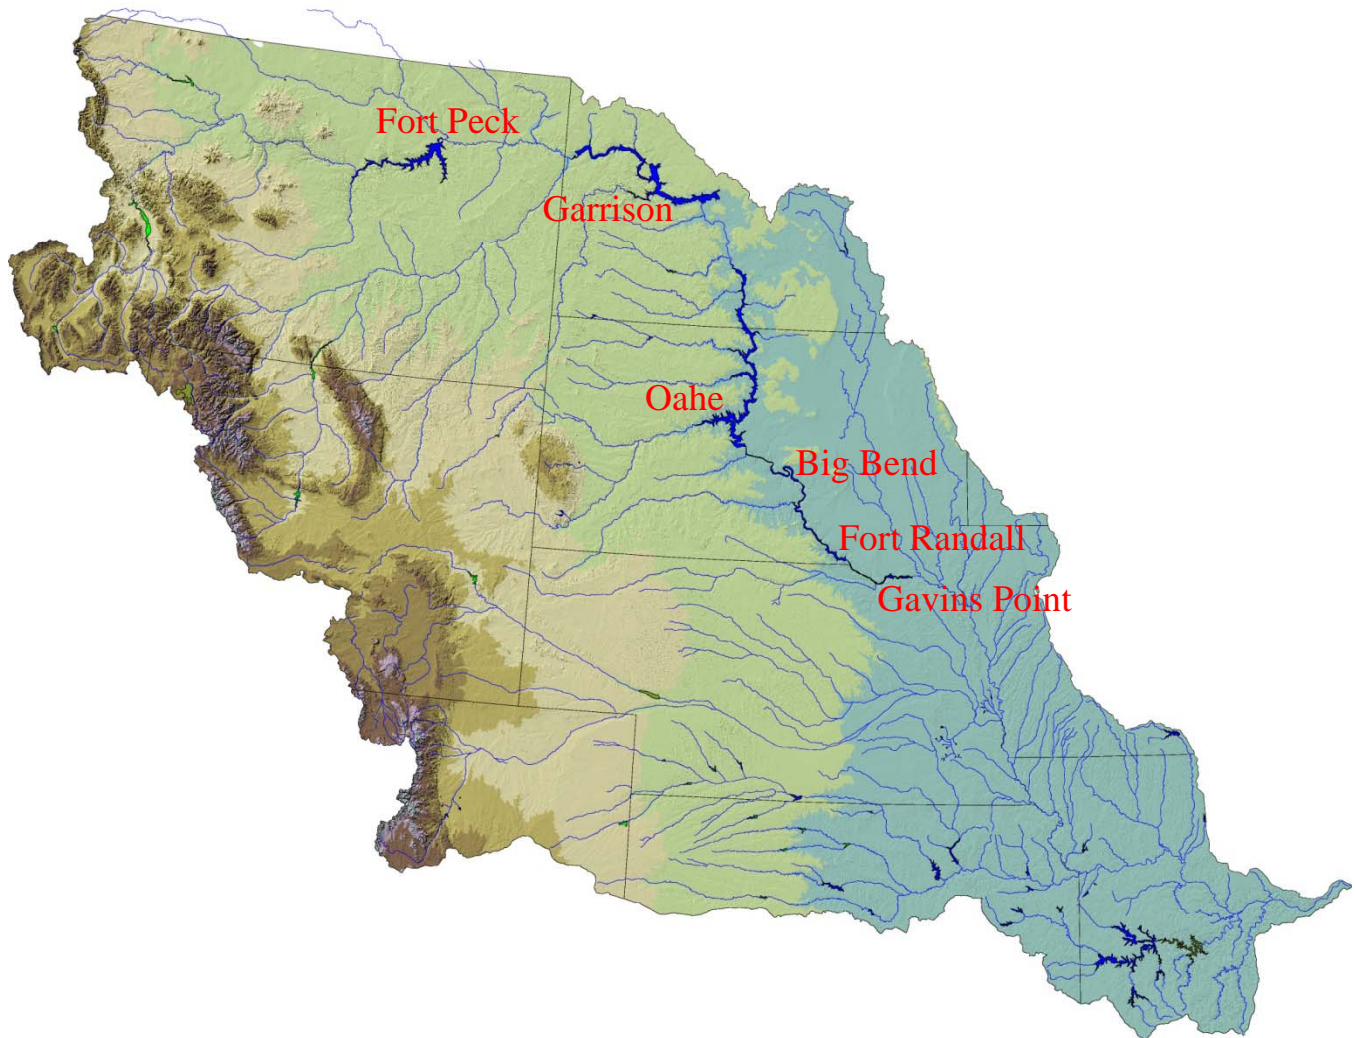 Fort Peck
Garrison
Oahe
Big Bend
Fort Randall
Gavins Point